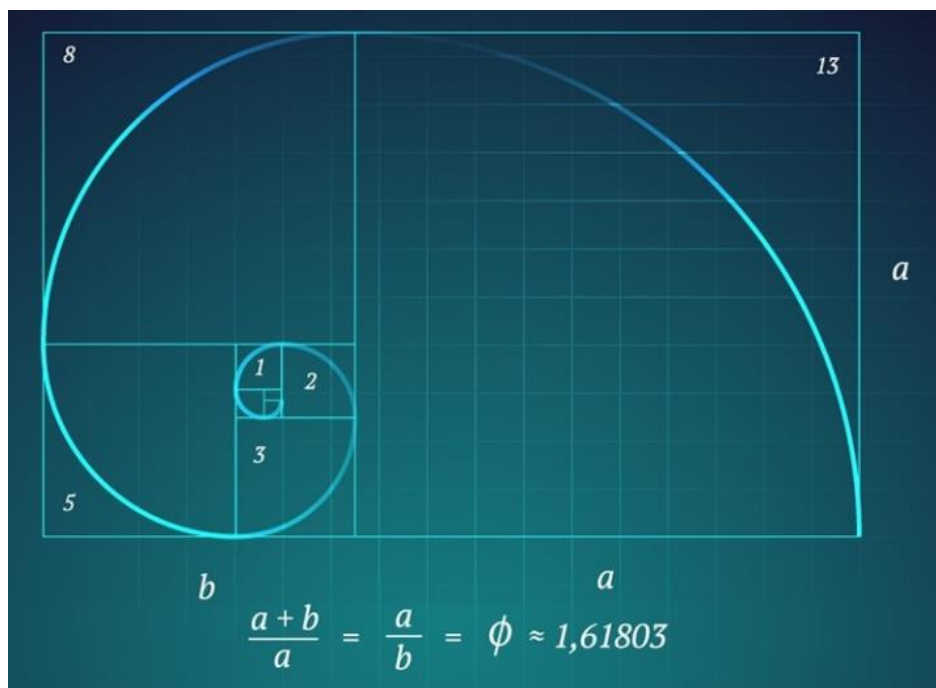 8
13
a
1
2
3
5
b
a
a + b / a = a / b = ϕ ≈ 1,61803